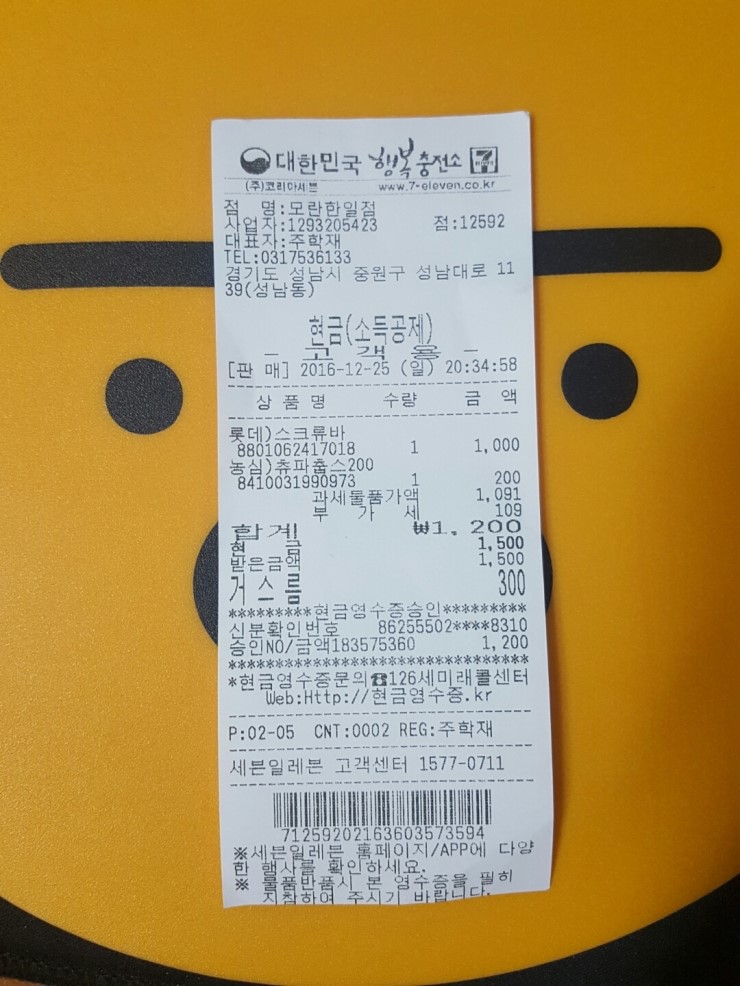 대한민국 행복충전소 7 ELEVEN
(주)코리아세븐 www.7-eleven.co.kr
점 명:모란한일점
사업자:1293205423 점:12592
대표자:주학재
TEL:0317536133
경기도 성남시 중원구 성남대로 11
39(성남동)
현금(소득공제)
- 고 객 용 -
[판 매] 2016-12-25 (일) 20:34:58
상 품 명 수량 금 액
롯데)스크류바
8801062417018 1 1,000
농심)츄파춥스200
8410031990973 1 200
과세물품가액 1,091
부 가 세 109
합계 ₩1,200
현 금 1,500
받은금액 1,500
거스름 300
*********현금영수증승인*********
신분확인번호 86255502****8310
승인NO/금액183575360 1,200
********************************
*현금영수증문의☎126세미래콜센터
Web:Http://현금영수증.kr
P:02-05 CNT:0002 REG:주학재
세븐일레븐 고객센터 1577-0711
71259202163603573594
※세븐일레븐 홈페이지/APP에 다양
한 행사를 확인하세요.
※ 물품반품시 본 영수증을 필히
지참하여 주시기 바랍니다.